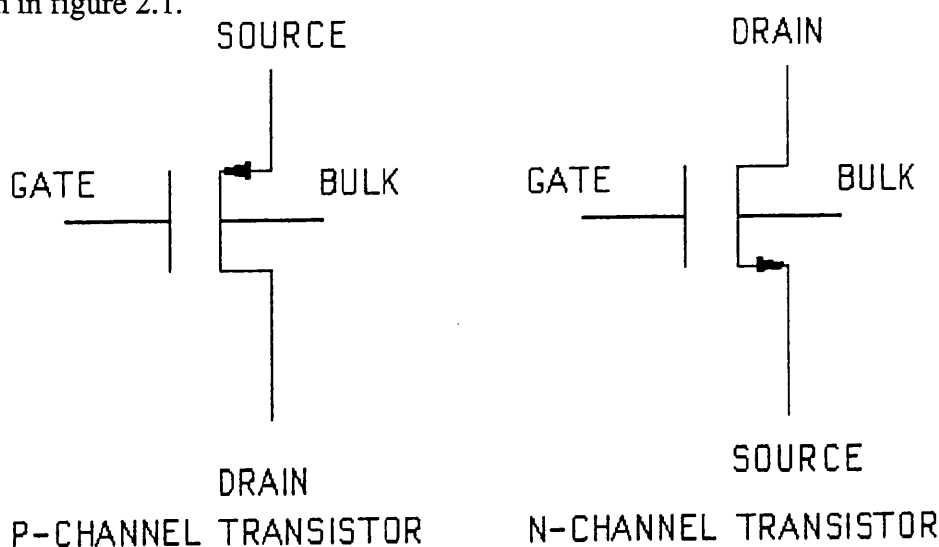 in figure 2.1.
SOURCE
DRAIN
GATE
BULK
GATE
BULK
DRAIN
SOURCE
P-CHANNEL TRANSISTOR
N-CHANNEL TRANSISTOR